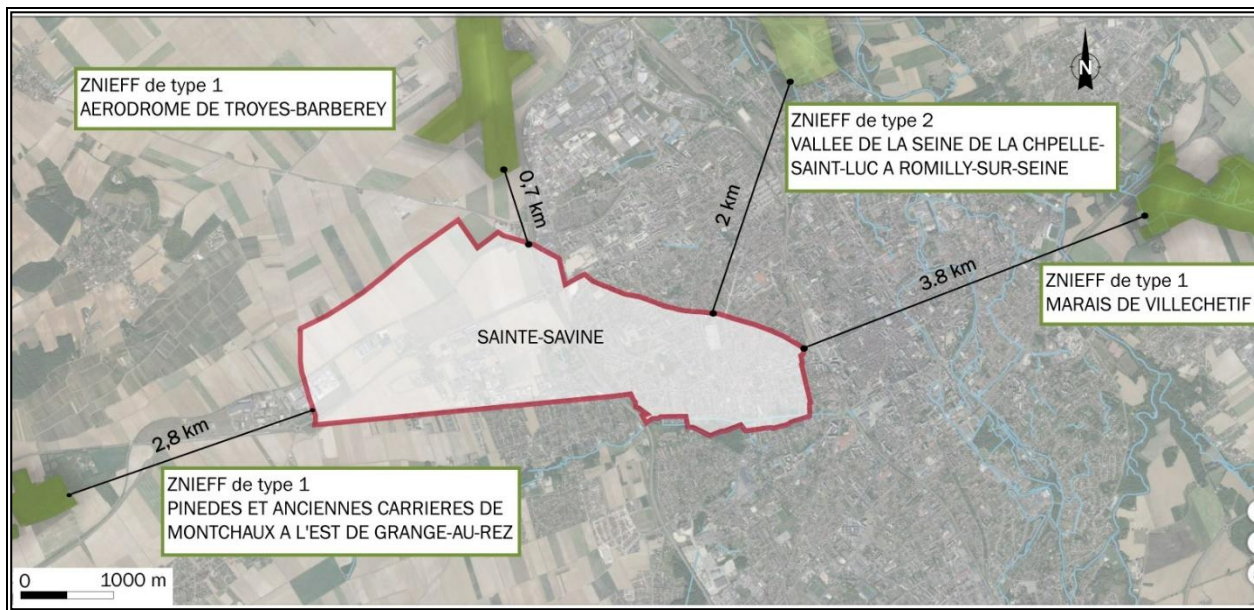 ZNIEFF de type 1
AERODROME DE TROYES-BARBEREY
N
ZNIEFF de type 2
VALLEE DE LA SEINE DE LA CHPELLE-
SAINT-LUC A ROMILLY-SUR-SEINE
0,7 km
2 km
3.8 km
ZNIEFF de type 1
MARAIS DE VILLECHETIF
SAINTE-SAVINE
2,8 km
ZNIEFF de type 1
PINEDES ET ANCIENNES CARRIERES DE
MONTCHAUX A L'EST DE GRANGE-AU-REZ
0 1000 m